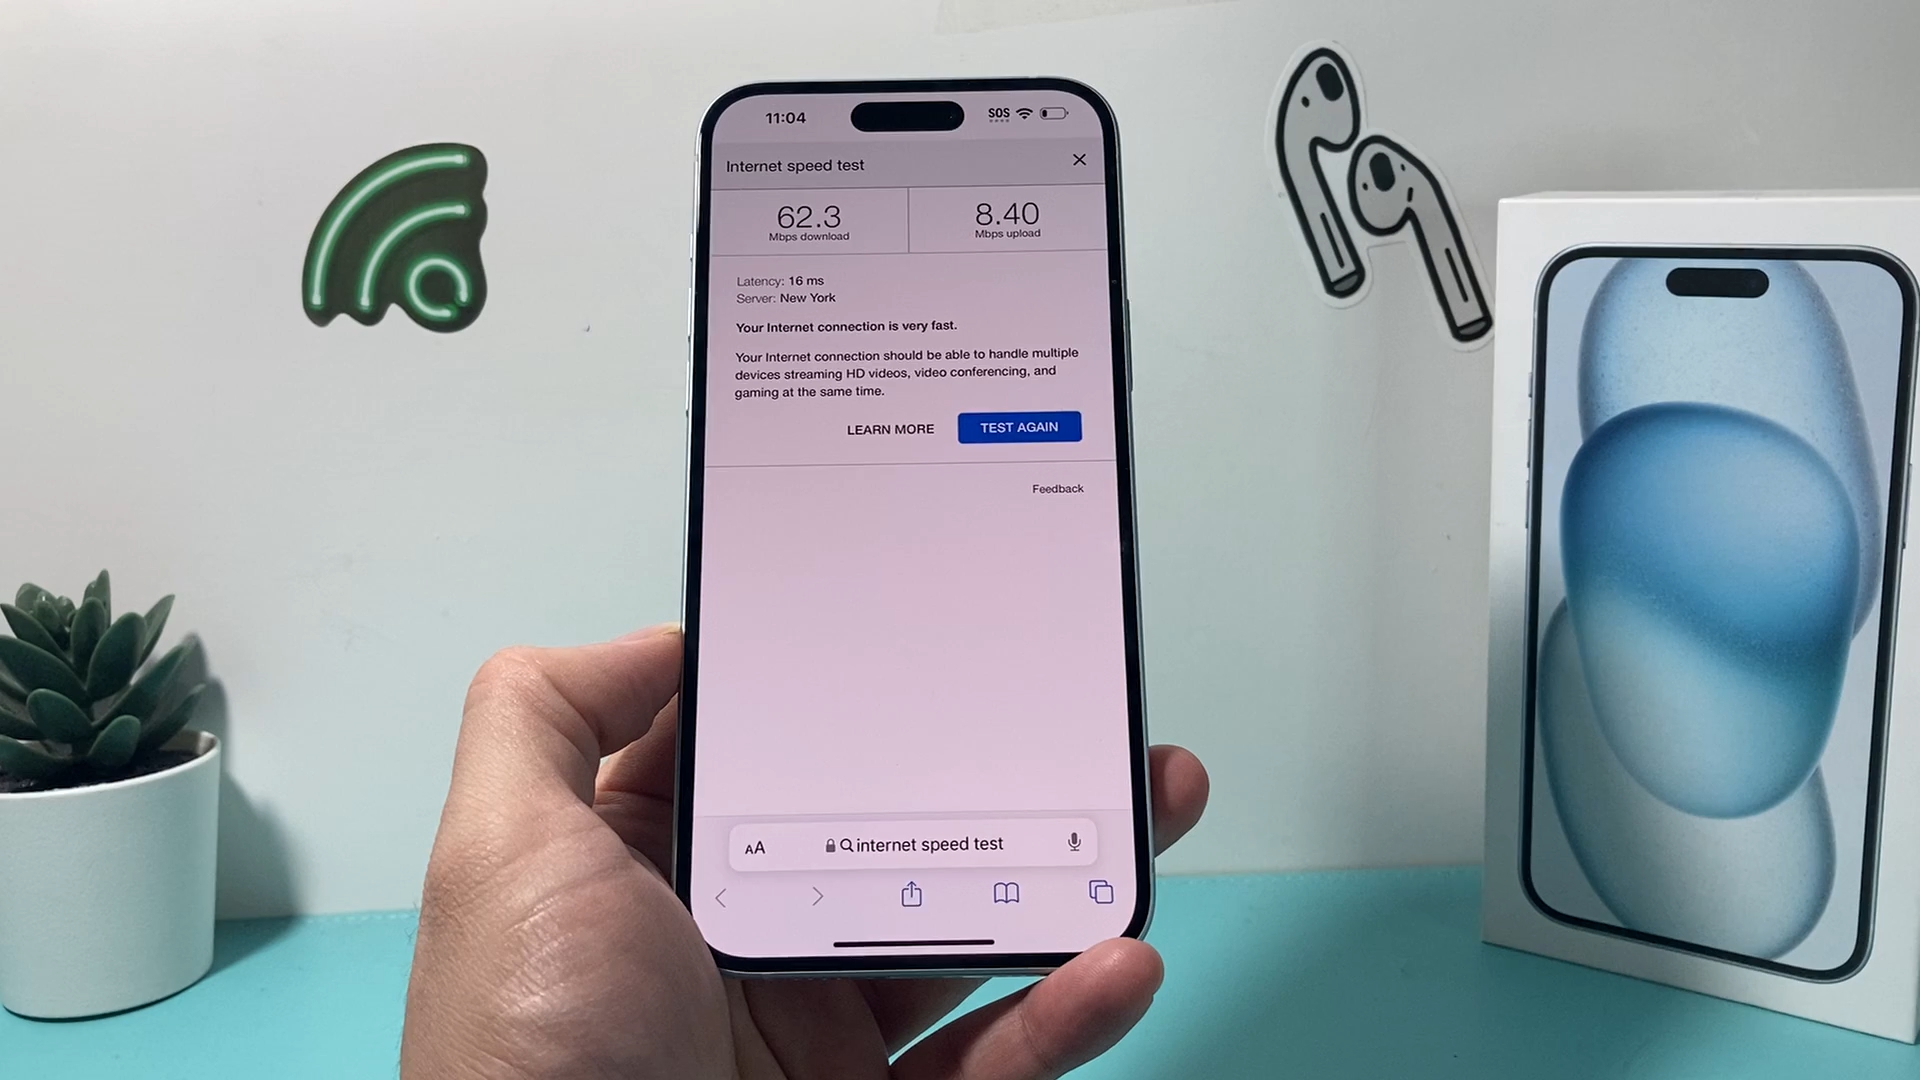 11:04
SOS
Internet speed test
62.3
Mbps download
8.40
Mbps upload
Latency: 16 ms
Server: New York
Your Internet connection is very fast.
Your Internet connection should be able to handle multiple
devices streaming HD videos, video conferencing, and
gaming at the same time.
LEARN MORE
TEST AGAIN
Feedback
AA
internet speed test